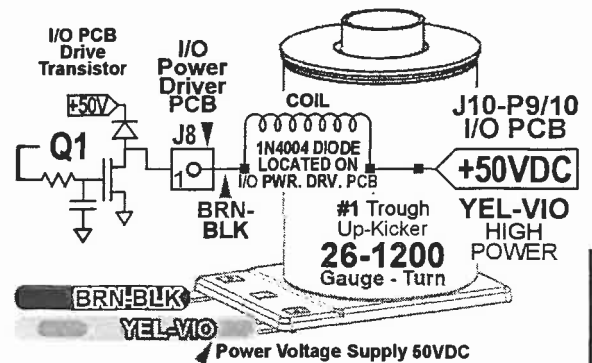 I/O PCB
Drive
Transistor
I/O
Power
Driver
PCB
+50V
Q1
J8
1
COIL
1N4004 DIODE
LOCATED ON
I/O PWR. DRV. PCB
BRN-
BLK
#1 Trough
Up-Kicker
26-1200
Gauge - Turn
J10-P9/10
I/O PCB
+50VDC
YEL-VIO
HIGH
POWER
BRN-BLK
YEL-VIO
Power Voltage Supply 50VDC